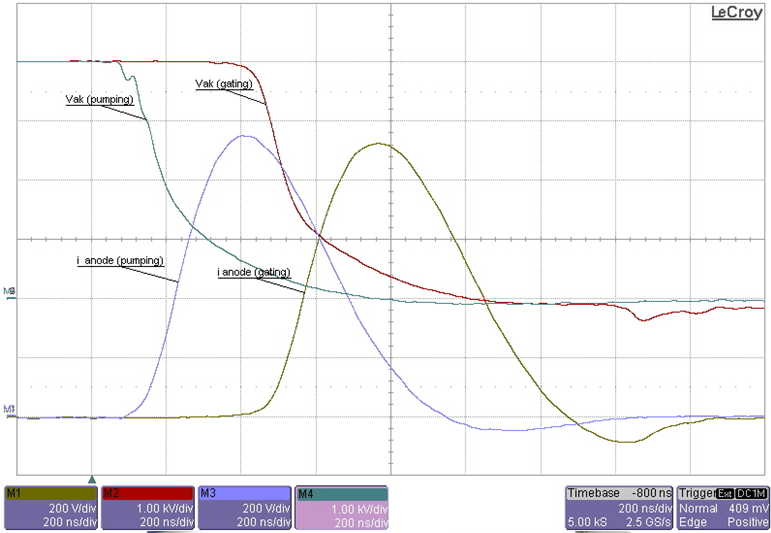 LeCroy
Vak (gating)
Vak (pumping)
i_anode (pumping)
i anode (gating)
M1 M2 M3 M4
200 V/div 1.00 kV/div 200 V/div 1.00 kV/div
200 ns/div 200 ns/div 200 ns/div 200 ns/div
Timebase -800 ns
200 ns/div
5.00 kS 2.5 GS/s
Trigger Ext DC1M
Normal 409 mV
Edge Positive